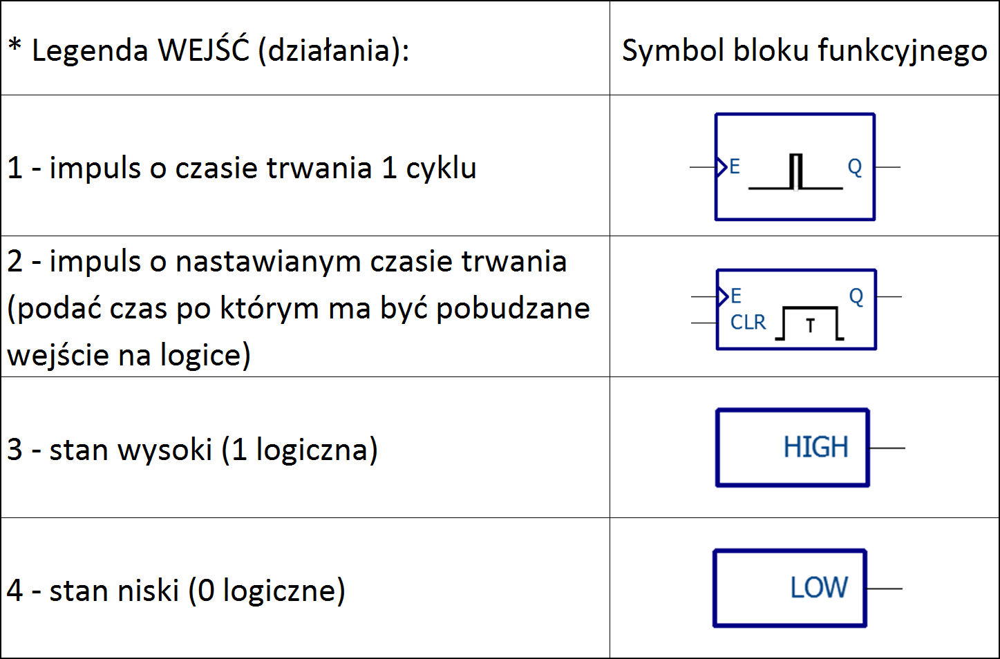 * Legenda WEJŚĆ (działania):
Symbol bloku funkcyjnego
1 - impuls o czasie trwania 1 cyklu
E
Q
2 - impuls o nastawianym czasie trwania
(podać czas po którym ma być pobudzane
wejście na logice)
E
Q
CLR
T
3 - stan wysoki (1 logiczna)
HIGH
4 - stan niski (0 logiczne)
LOW